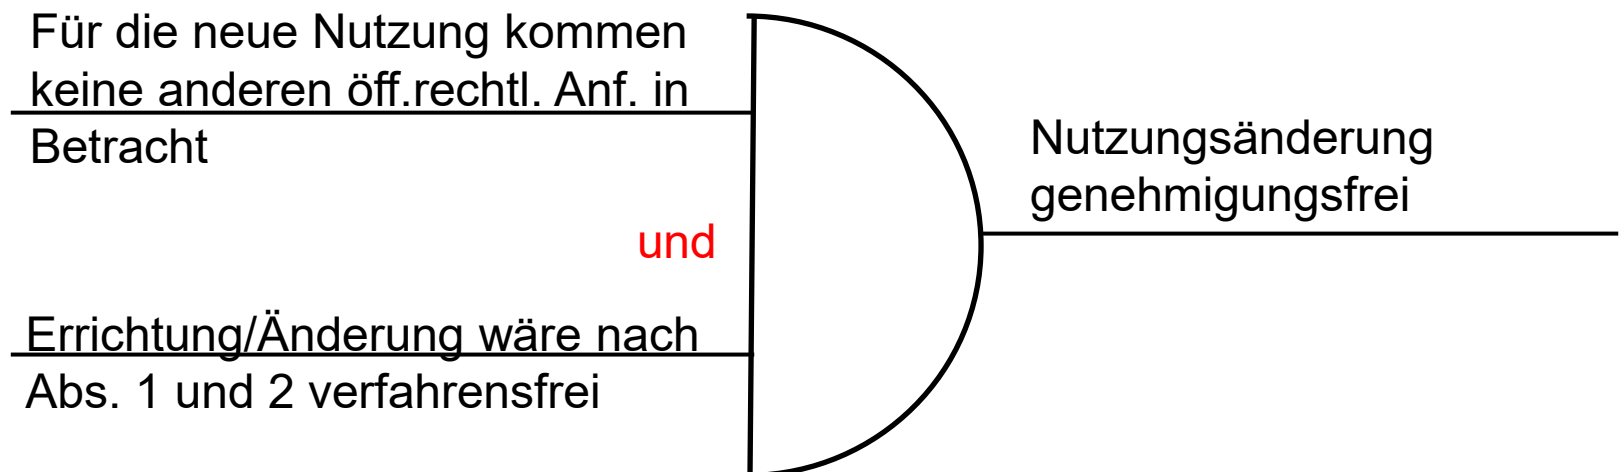 Für die neue Nutzung kommen
keine anderen öff.rechtl. Anf. in
Betracht
und
Errichtung/Änderung wäre nach
Abs. 1 und 2 verfahrensfrei
Nutzungsänderung
genehmigungsfrei